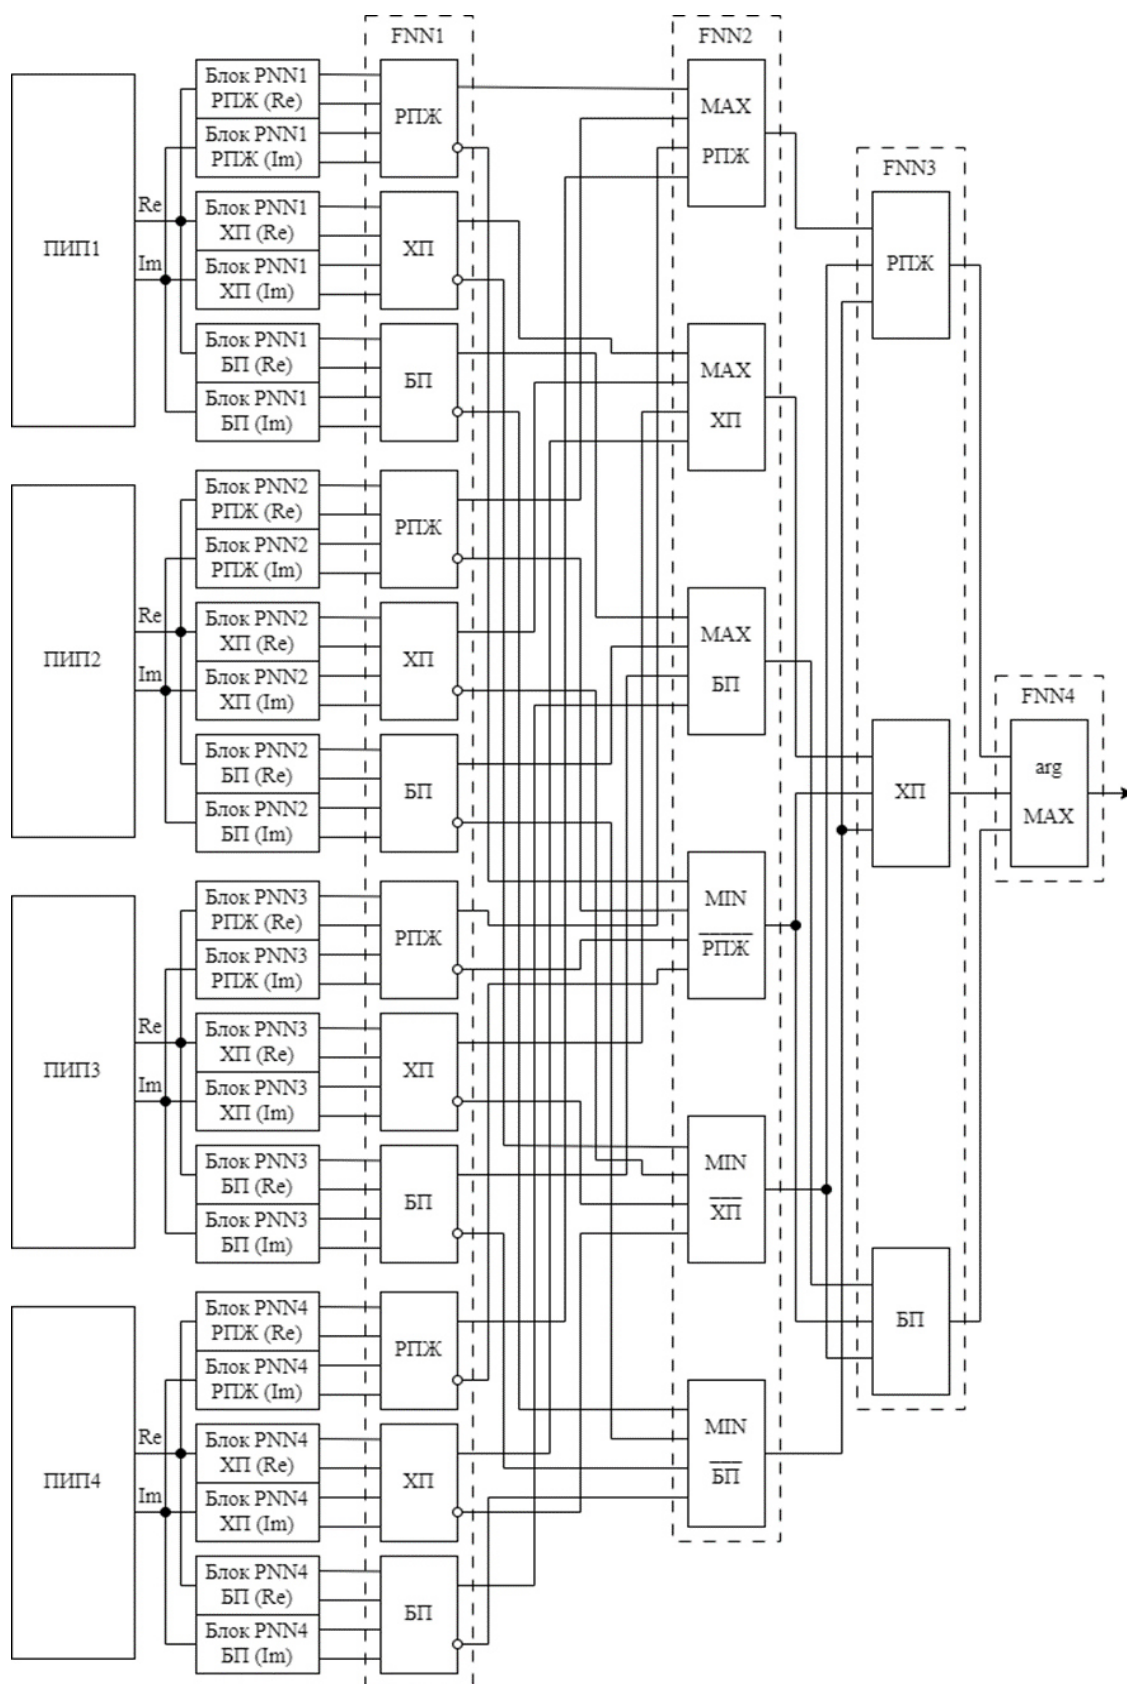 FNN1
FNN2
FNN3
FNN4
ПИП1
Re
Im
Блок PNN1
РПЖ (Re)
Блок PNN1
РПЖ (Im)
Блок PNN1
ХП (Re)
Блок PNN1
ХП (Im)
Блок PNN1
БП (Re)
Блок PNN1
БП (Im)
РПЖ
ХП
БП
ПИП2
Re
Im
Блок PNN2
РПЖ (Re)
Блок PNN2
РПЖ (Im)
Блок PNN2
ХП (Re)
Блок PNN2
ХП (Im)
Блок PNN2
БП (Re)
Блок PNN2
БП (Im)
РПЖ
ХП
БП
ПИП3
Re
Im
Блок PNN3
РПЖ (Re)
Блок PNN3
РПЖ (Im)
Блок PNN3
ХП (Re)
Блок PNN3
ХП (Im)
Блок PNN3
БП (Re)
Блок PNN3
БП (Im)
РПЖ
ХП
БП
ПИП4
Re
Im
Блок PNN4
РПЖ (Re)
Блок PNN4
РПЖ (Im)
Блок PNN4
ХП (Re)
Блок PNN4
ХП (Im)
Блок PNN4
БП (Re)
Блок PNN4
БП (Im)
РПЖ
ХП
БП
MAX
РПЖ
MAX
ХП
MAX
БП
MIN
РПЖ
MIN
ХП
MIN
БП
РПЖ
ХП
БП
arg
MAX